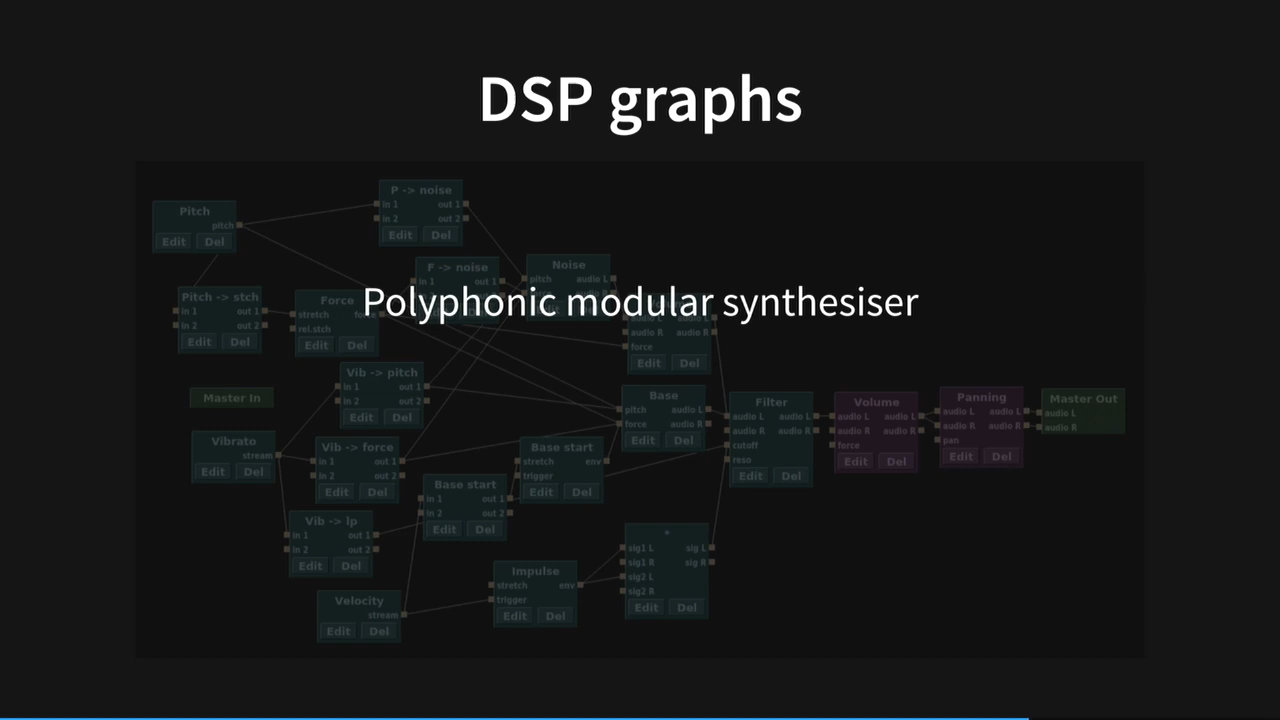 DSP graphs
Polyphonic modular synthesiser
P -> noise
in 1 out 1
in 2 out 2
Edit Del
Pitch
pitch
Edit Del
F -> noise
in 1 out 1
Noise
pitch audio L
Pitch -> stch
in 1 out 1
in 2 out 2
Edit Del
Force
stretch force
rel.stch
Edit Del
audio R audio R
force
Edit Del
Vib -> pitch
in 1 out 1
in 2 out 2
Edit Del
Master In
Vibrato
stream
Edit Del
Vib -> force
in 1 out 1
in 2 out 2
Edit Del
Base
pitch audio L
force audio R
Edit Del
Filter
audio L audio L
audio R audio R
cutoff
reso
Edit Del
Volume
audio L audio L
audio R audio R
force
Edit Del
Panning
audio L audio L
audio R audio R
pan
Edit Del
Master Out
audio L
audio R
Base start
stretch env
trigger
Edit Del
Base start
in 1 out 1
in 2 out 2
Edit Del
Vib -> lp
in 1 out 1
in 2 out 2
Edit Del
Velocity
stream
Edit Del
Impulse
stretch env
trigger
Edit Del
*
sig1 L sig L
sig1 R sig R
sig2 L
sig2 R
Edit Del